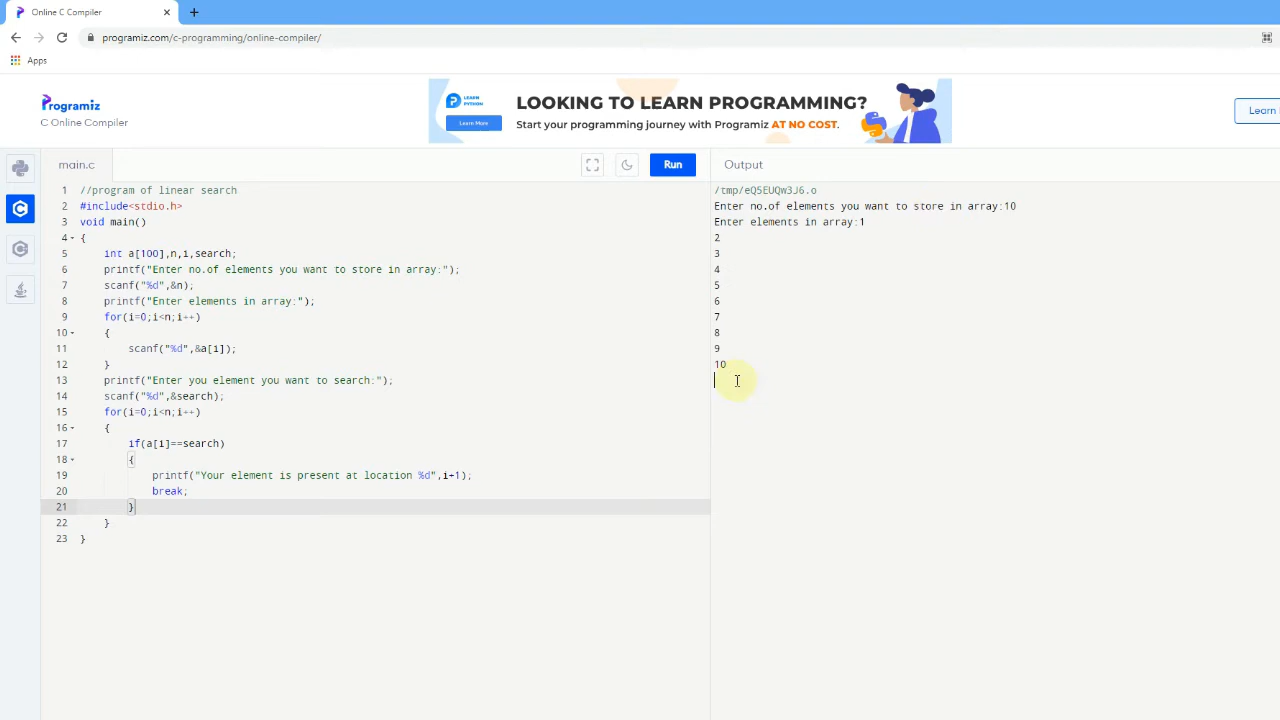 Online C Compiler
programiz.com/c-programming/online-compiler/
Apps
Programiz
C Online Compiler
LEARN
PYTHON
Learn More
LOOKING TO LEARN PROGRAMMING?
Start your programming journey with Programiz AT NO COST.
Learn
main.c
Run
Output
1 //program of linear search
2 #include<stdio.h>
3 void main()
4 {
5 int a[100],n,i,search;
6 printf("Enter no.of elements you want to store in array:");
7 scanf("%d",&n);
8 printf("Enter elements in array:");
9 for(i=0;i<n;i++)
10 {
11 scanf("%d",&a[i]);
12 }
13 printf("Enter you element you want to search:");
14 scanf("%d",&search);
15 for(i=0;i<n;i++)
16 {
17 if(a[i]==search)
18 {
19 printf("Your element is present at location %d",i+1);
20 break;
21 }
22 }
23 }
/tmp/eQ5EUQw3J6.o
Enter no.of elements you want to store in array:10
Enter elements in array:1
2
3
4
5
6
7
8
9
10